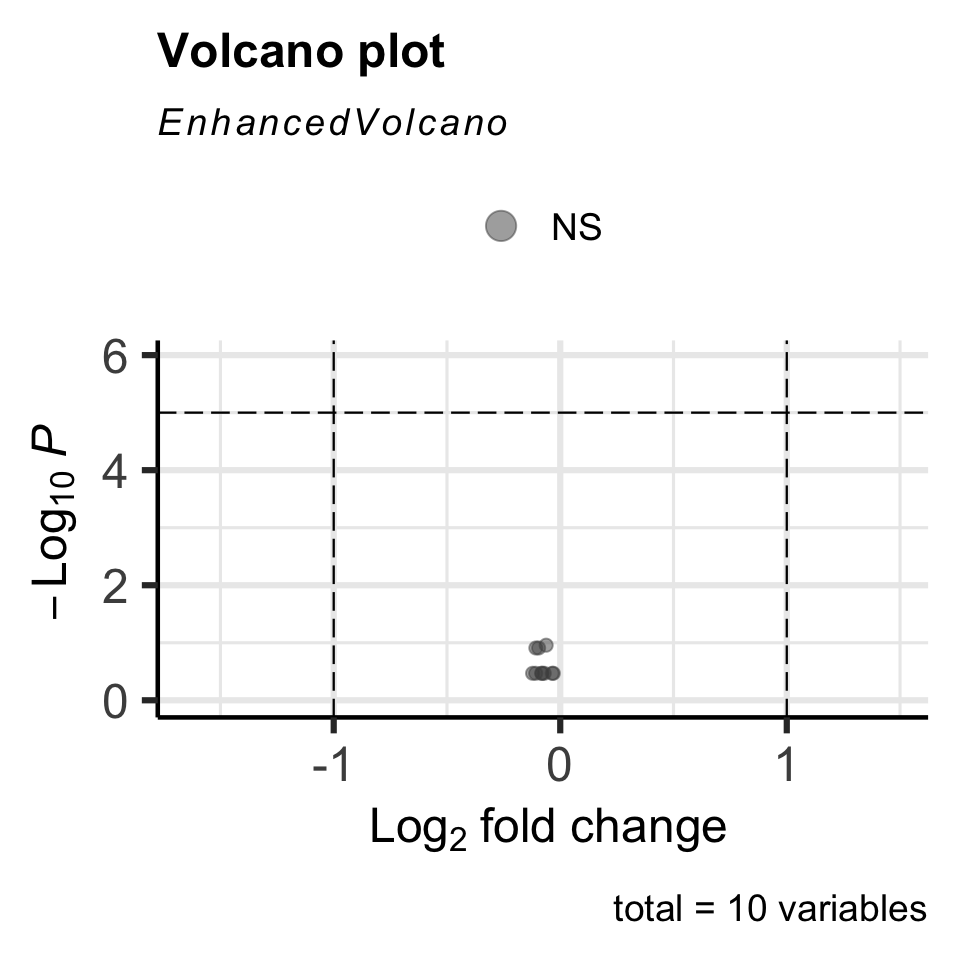 Volcano plot
EnhancedVolcano
NS
6
4
2
0
−Log₁₀ P
-1 0 1
Log₂ fold change
total = 10 variables